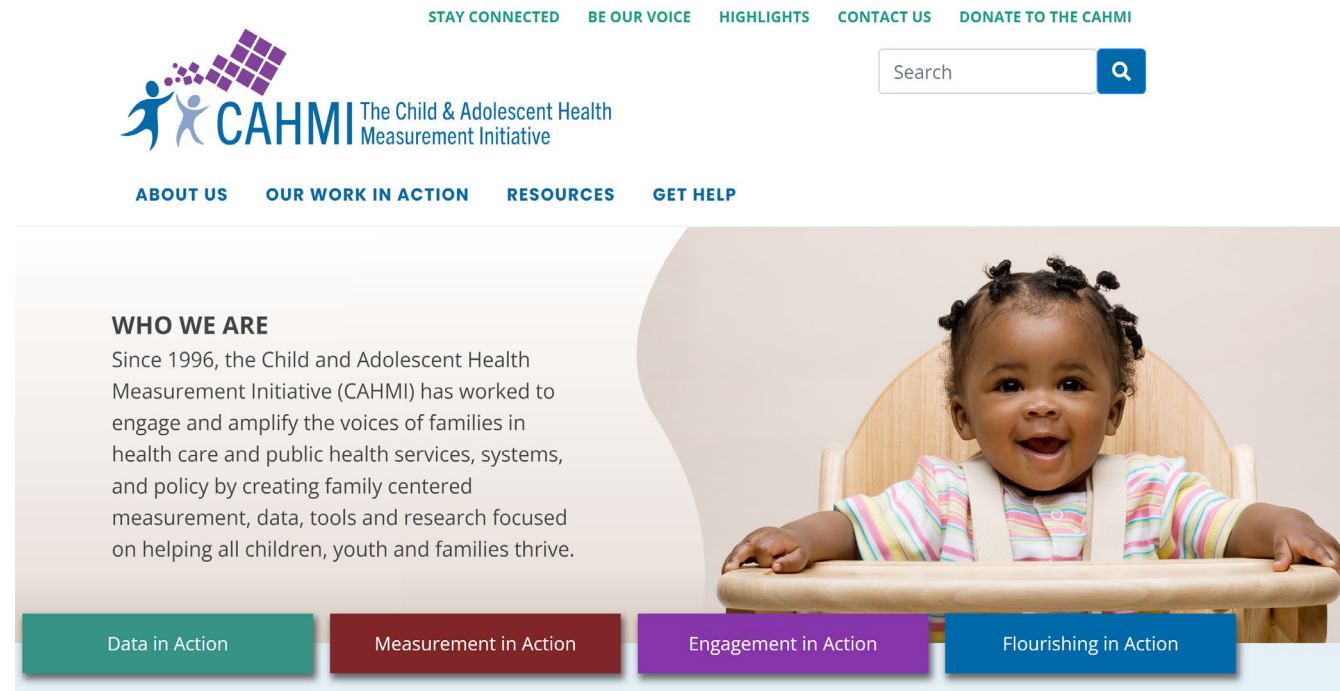 STAY CONNECTED BE OUR VOICE HIGHLIGHTS CONTACT US DONATE TO THE CAHMI
Search
CAHMI The Child & Adolescent Health
Measurement Initiative
ABOUT US OUR WORK IN ACTION RESOURCES GET HELP
WHO WE ARE
Since 1996, the Child and Adolescent Health
Measurement Initiative (CAHMI) has worked to
engage and amplify the voices of families in
health care and public health services, systems,
and policy by creating family centered
measurement, data, tools and research focused
on helping all children, youth and families thrive.
Data in Action Measurement in Action Engagement in Action Flourishing in Action